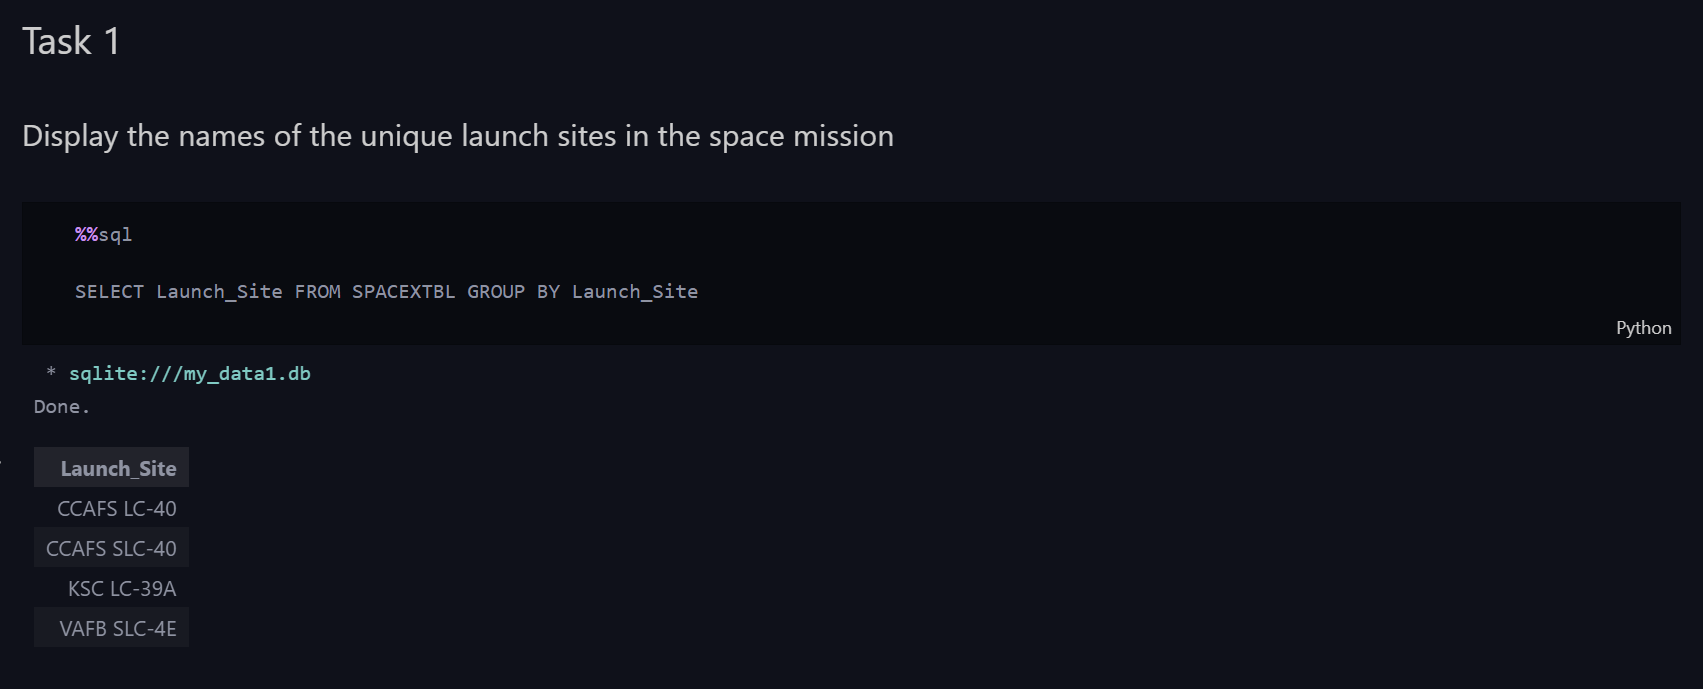 Task 1
Display the names of the unique launch sites in the space mission
%%sql
SELECT Launch_Site FROM SPACEXTBL GROUP BY Launch_Site
Python
* sqlite:///my_data1.db
Done.
Launch_Site
CCAFS LC-40
CCAFS SLC-40
KSC LC-39A
VAFB SLC-4E